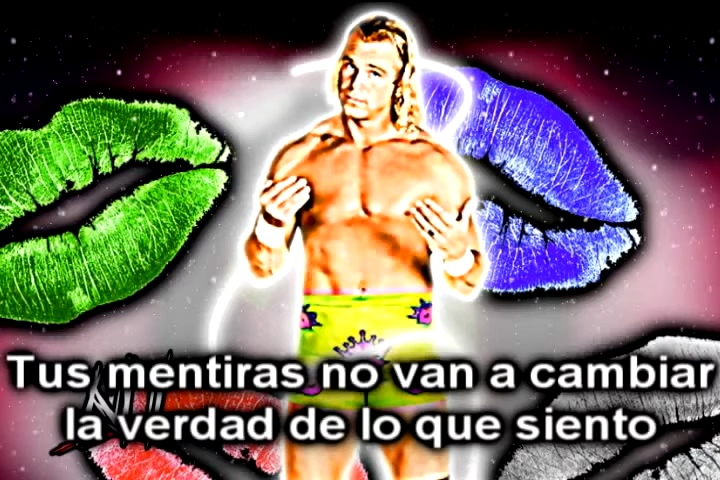 Tus mentiras no van a cambiar
la verdad de lo que siento